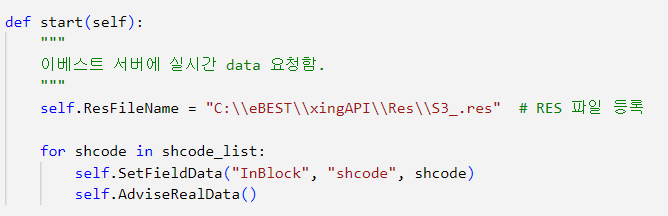 def start(self):
    """
    이베스트 서버에 실시간 data 요청함.
    """
    self.ResFileName = "C:\\eBEST\\xingAPI\\Res\\S3_.res"  # RES 파일 등록

    for shcode in shcode_list:
        self.SetFieldData("InBlock", "shcode", shcode)
        self.AdviseRealData()